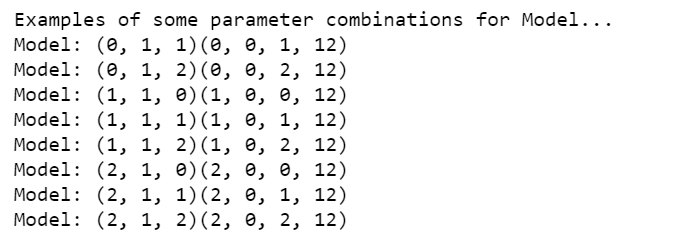 Examples of some parameter combinations for Model...
Model: (0, 1, 1)(0, 0, 1, 12)
Model: (0, 1, 2)(0, 0, 2, 12)
Model: (1, 1, 0)(1, 0, 0, 12)
Model: (1, 1, 1)(1, 0, 1, 12)
Model: (1, 1, 2)(1, 0, 2, 12)
Model: (2, 1, 0)(2, 0, 0, 12)
Model: (2, 1, 1)(2, 0, 1, 12)
Model: (2, 1, 2)(2, 0, 2, 12)